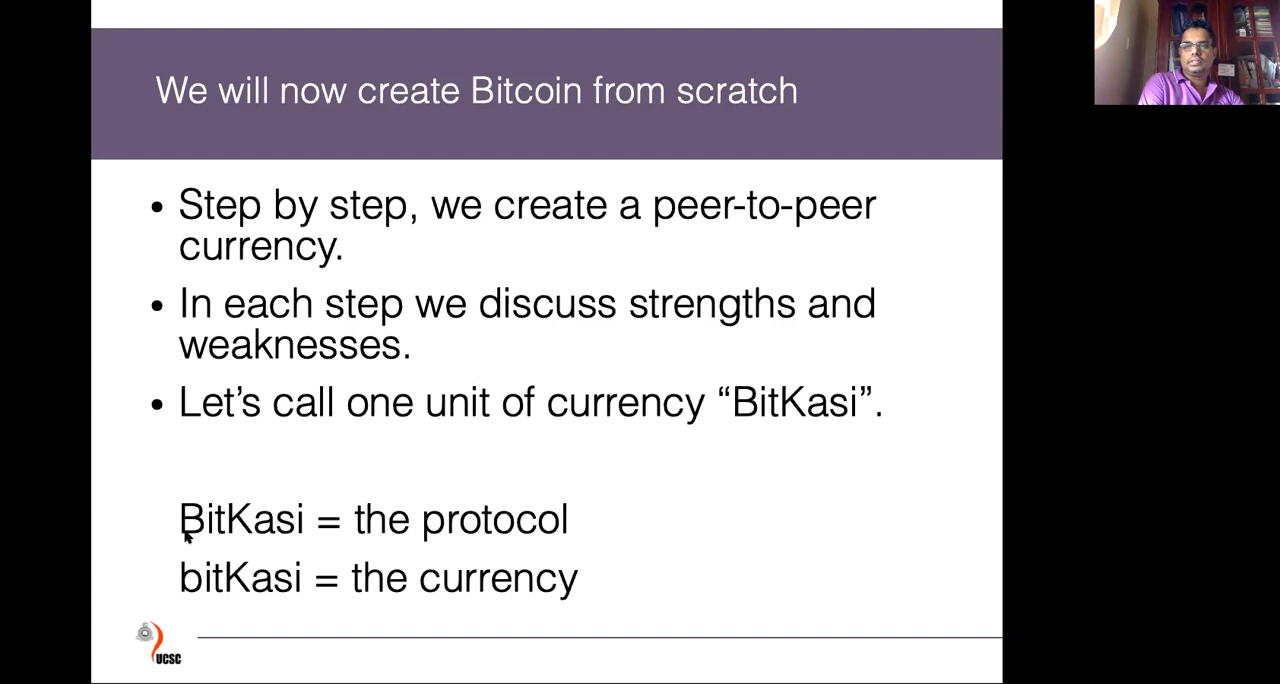 We will now create Bitcoin from scratch
• Step by step, we create a peer-to-peer
currency.
• In each step we discuss strengths and
weaknesses.
• Let’s call one unit of currency “BitKasi”.
BitKasi = the protocol
bitKasi = the currency
UCSC